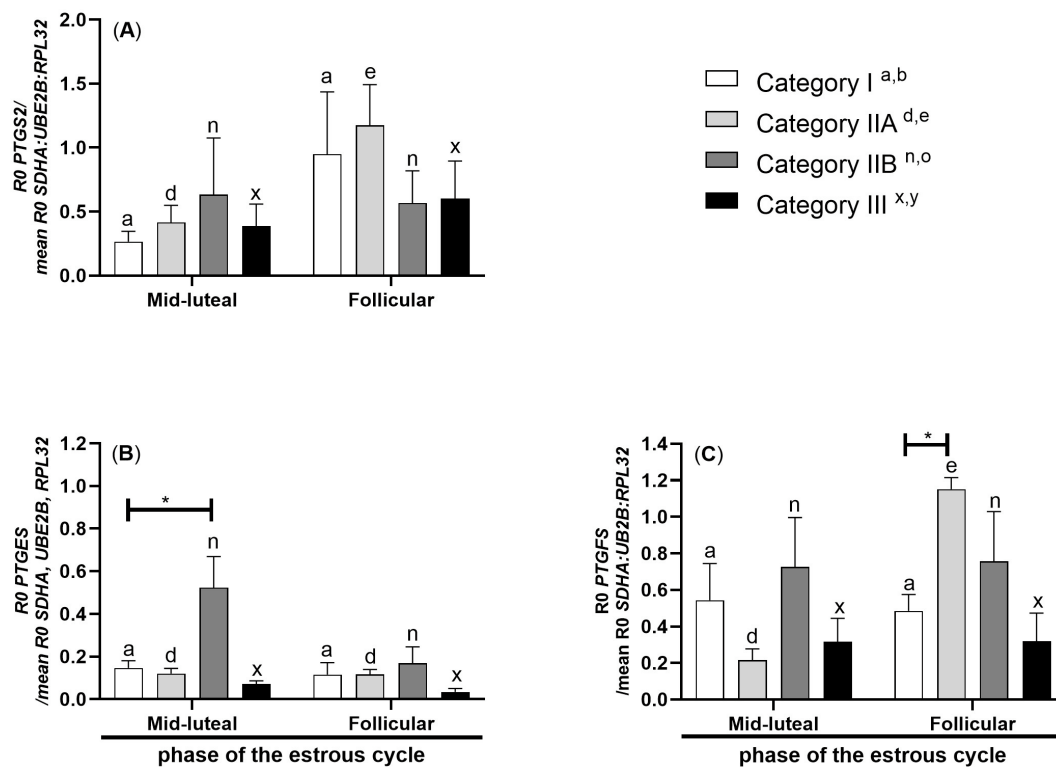 (A)
R0 PTGS2/
mean R0 SDHA:UBE2B:RPL32
2.0
1.5
1.0
0.5
0.0
a
d
n
x
a
e
n
x
Mid-luteal
Follicular
Category I a,b
Category IIA d,e
Category IIB n,o
Category III x,y
(B)
R0 PTGES
/mean R0 SDHA, UBE2B, RPL32
1.2
1.0
0.8
0.6
0.4
0.2
0.0
*
a
d
n
x
a
d
n
x
Mid-luteal
Follicular
phase of the estrous cycle
(C)
R0 PTGFS
/mean R0 SDHA:UB2B:RPL32
1.4
1.2
1.0
0.8
0.6
0.4
0.2
0.0
*
a
d
n
x
a
e
n
x
Mid-luteal
Follicular
phase of the estrous cycle